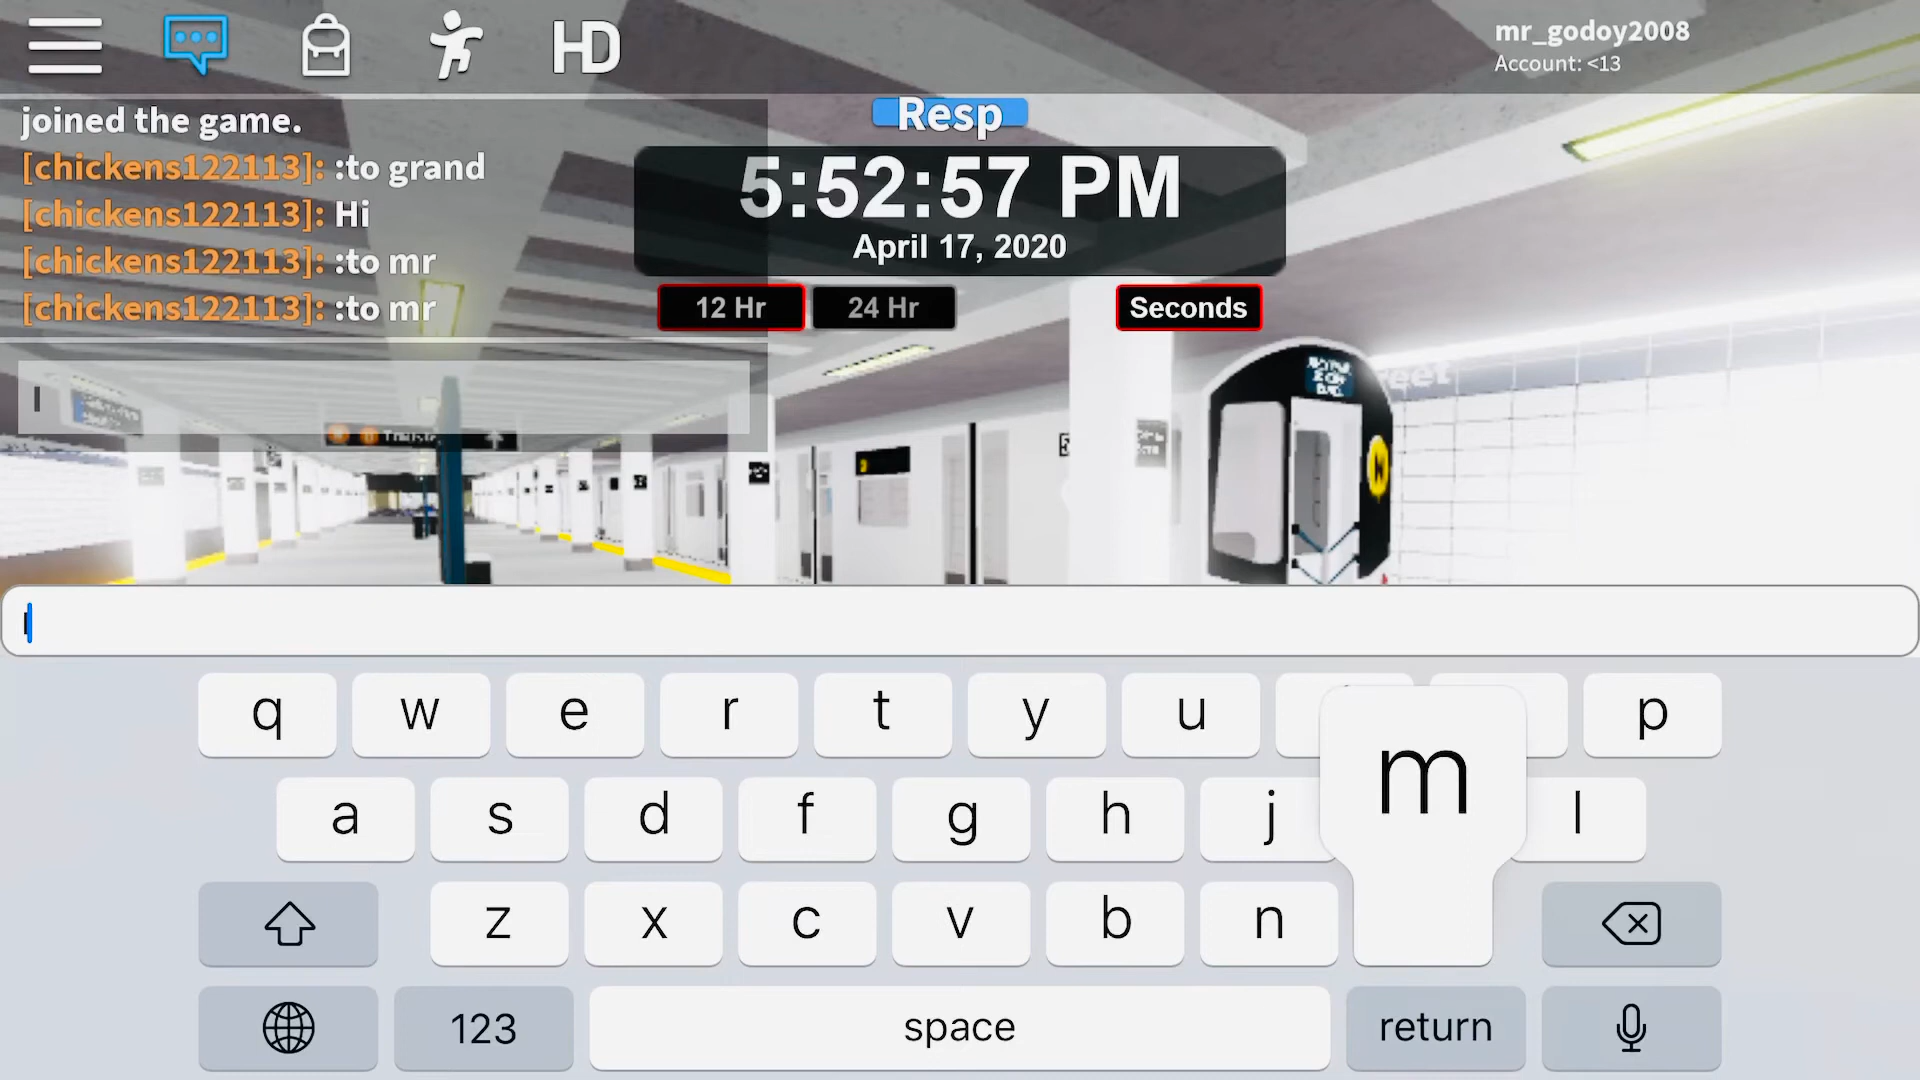 HD
mr_godoy2008
Account: <13
joined the game.
[chickens122113]: :to grand
[chickens122113]: Hi
[chickens122113]: :to mr
[chickens122113]: :to mr
Resp
5:52:57 PM
April 17, 2020
12 Hr
24 Hr
Seconds
N
q w e r t y u p
a s d f g h j l
m
z x c v b n
123
space
return